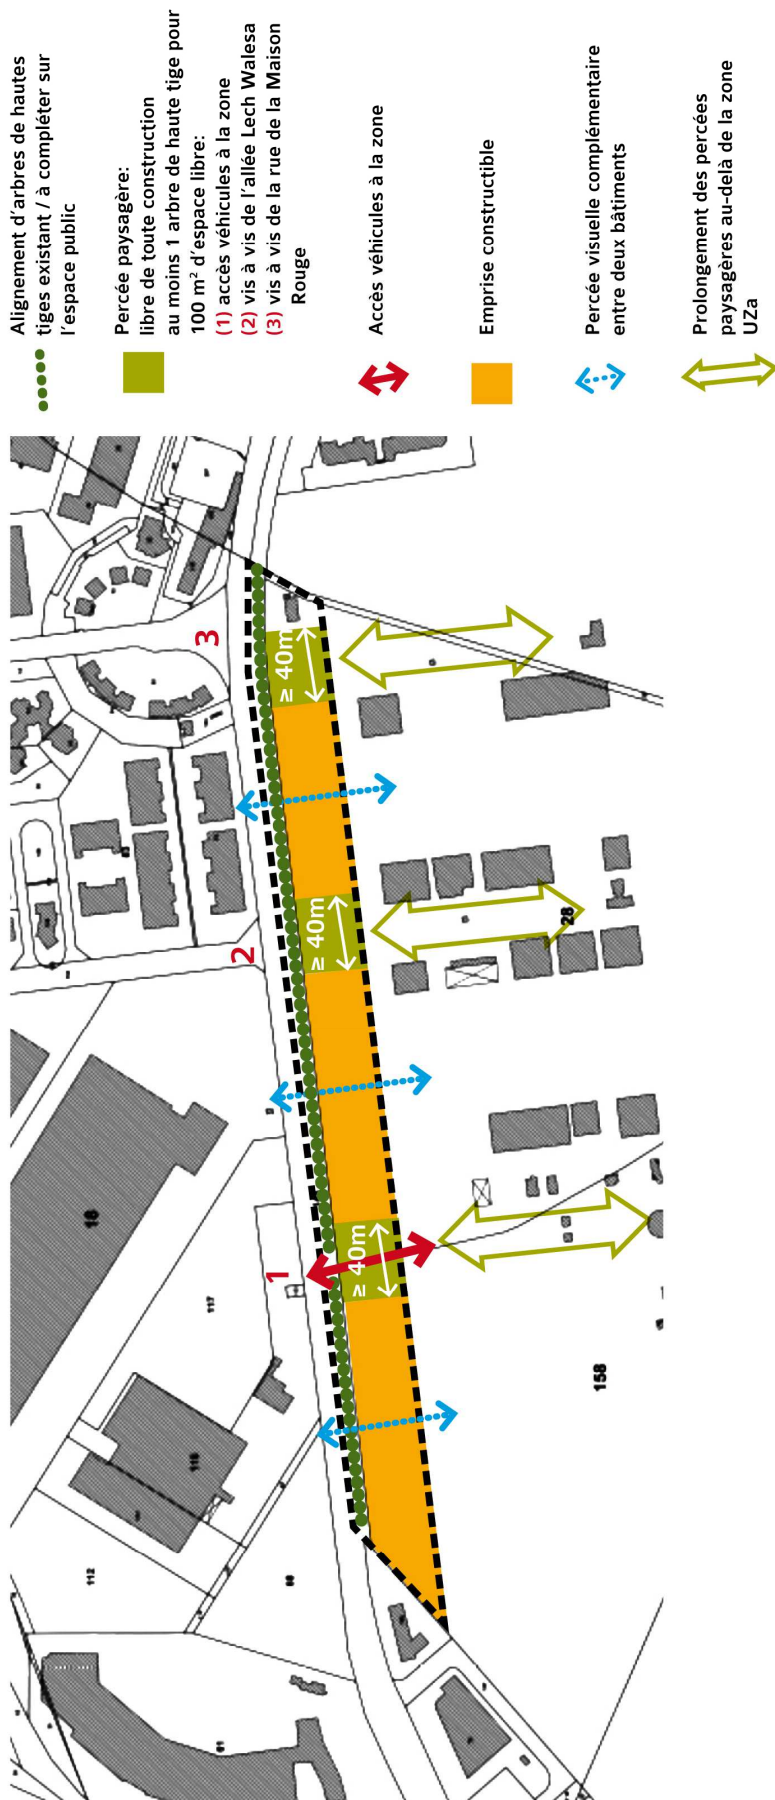 Alignement d'arbres de hautes
tiges existant / à compléter sur
l'espace public
Percée paysagère:
libre de toute construction
au moins 1 arbre de haute tige pour
100 m² d'espace libre:
(1) accès véhicules à la zone
(2) vis à vis de l'allée Lech Walesa
(3) vis à vis de la rue de la Maison
Rouge
Accès véhicules à la zone
Emprise constructible
Percée visuelle complémentaire
entre deux bâtiments
Prolongement des percées
paysagères au-delà de la zone
UZa
1
2
3
≥ 40m
≥ 40m
≥ 40m
112
117
158
28